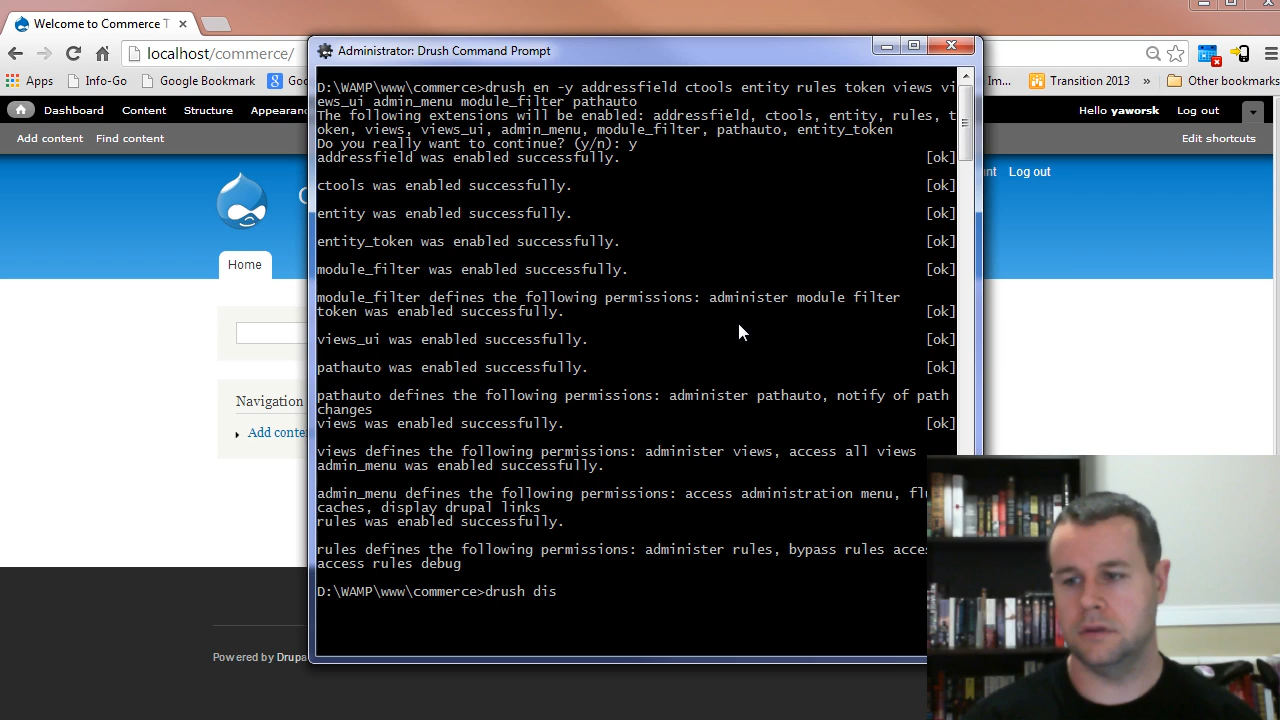 Welcome to Commerce T
localhost/commerce/
Apps
Info-Go
Google Bookmark
Transition 2013
Other bookmarks
Dashboard
Content
Structure
Appearan
Hello yaworsk
Log out
Add content
Find content
Edit shortcuts
Log out
Home
Navigation
Powered by Drupa
Administrator: Drush Command Prompt
D:\WAMP\www\commerce>drush en -y addressfield ctools entity rules token views vi
ews_ui admin_menu module_filter pathauto
The following extensions will be enabled: addressfield, ctools, entity, rules, t
oken, views, views_ui, admin_menu, module_filter, pathauto, entity_token
Do you really want to continue? (y/n): y
addressfield was enabled successfully. [ok]
ctools was enabled successfully. [ok]
entity was enabled successfully. [ok]
entity_token was enabled successfully. [ok]
module_filter was enabled successfully. [ok]
module_filter defines the following permissions: administer module filter
token was enabled successfully. [ok]
views_ui was enabled successfully. [ok]
pathauto was enabled successfully. [ok]
pathauto defines the following permissions: administer pathauto, notify of path
changes
views was enabled successfully. [ok]
views defines the following permissions: administer views, access all views
admin_menu was enabled successfully.
admin_menu defines the following permissions: access administration menu, flu
caches, display drupal links
rules was enabled successfully.
rules defines the following permissions: administer rules, bypass rules acces
access rules debug
D:\WAMP\www\commerce>drush dis